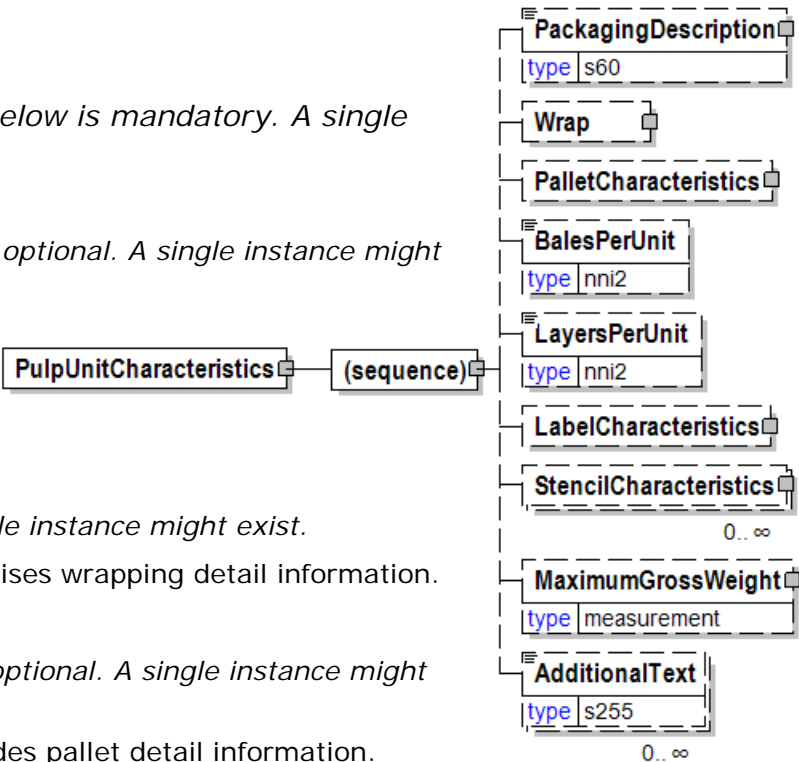 elow is mandatory. A single
optional. A single instance might
le instance might exist.
ises wrapping detail information.
optional. A single instance might
des pallet detail information.
PulpUnitCharacteristics
(sequence)
PackagingDescription
type s60
Wrap
PalletCharacteristics
BalesPerUnit
type nni2
LayersPerUnit
type nni2
LabelCharacteristics
StencilCharacteristics
0.. ∞
MaximumGrossWeight
type measurement
AdditionalText
type s255
0.. ∞